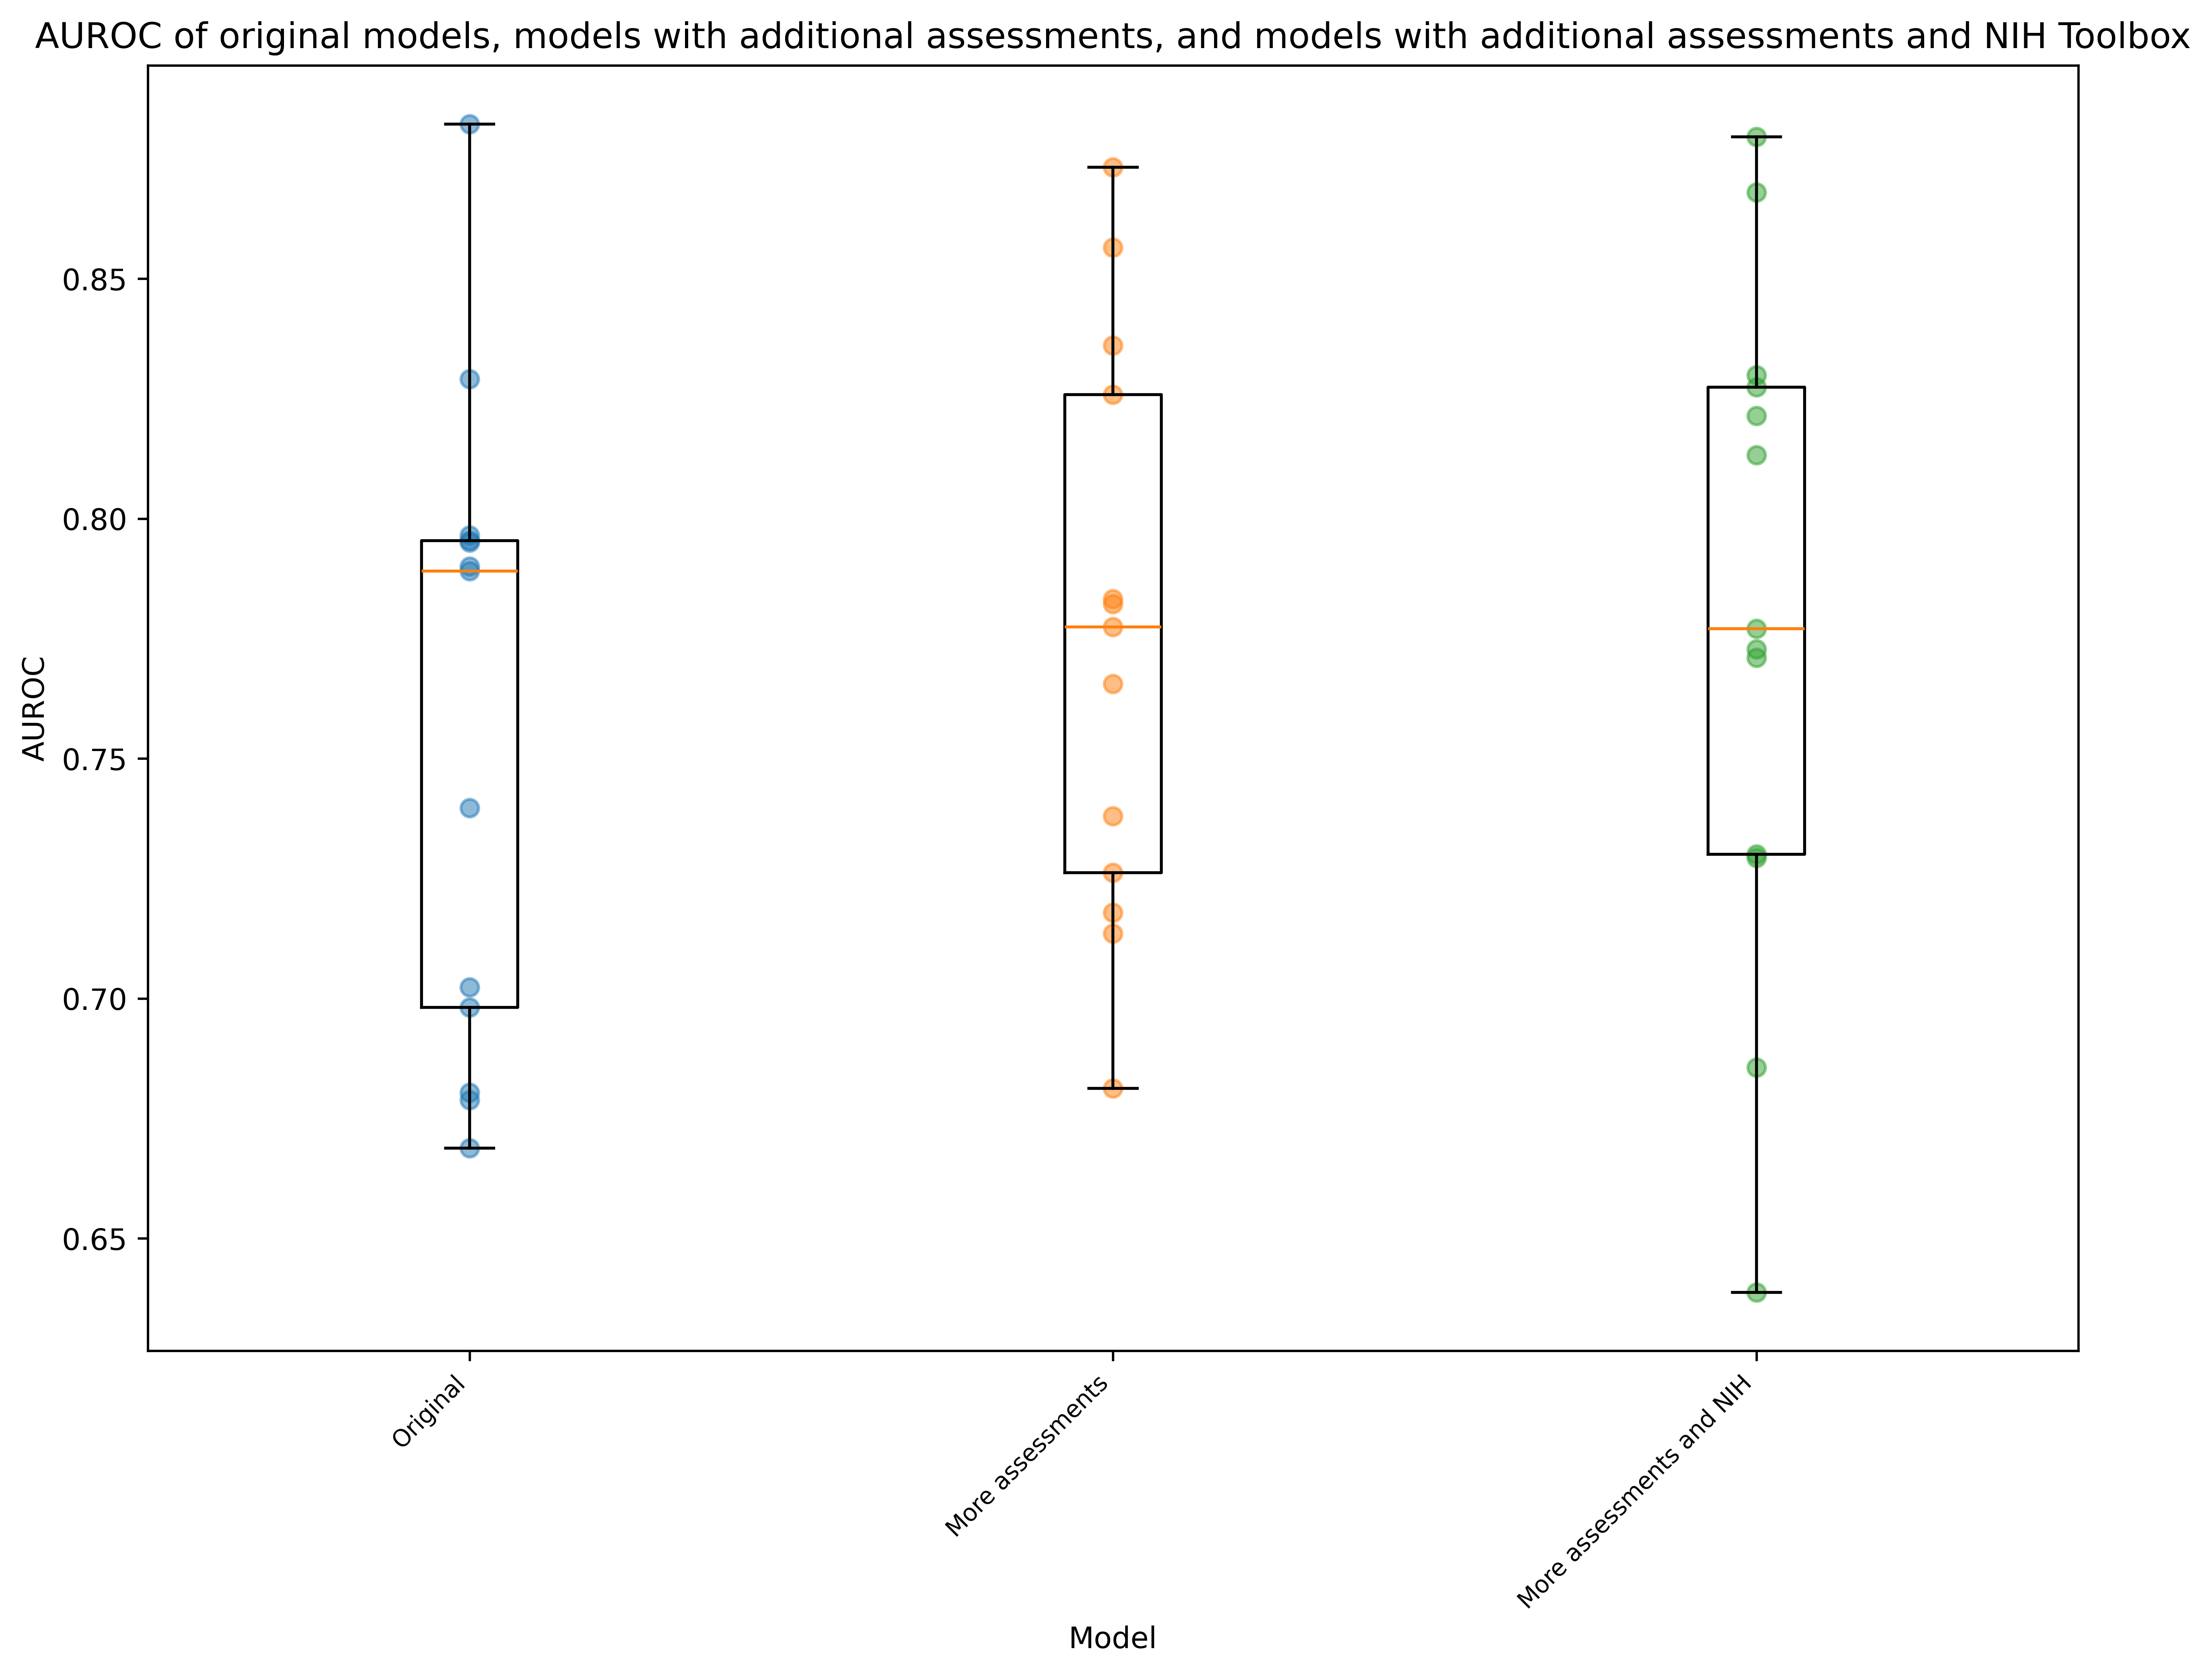 AUROC of original models, models with additional assessments, and models with additional assessments and NIH Toolbox
AUROC
0.85
0.80
0.75
0.70
0.65
Original
More assessments
More assessments and NIH
Model